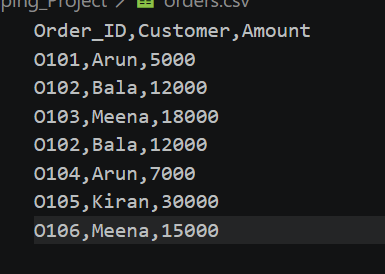 ping_Project > orders.csv
Order_ID,Customer,Amount
O101,Arun,5000
O102,Bala,12000
O103,Meena,18000
O102,Bala,12000
O104,Arun,7000
O105,Kiran,30000
O106,Meena,15000